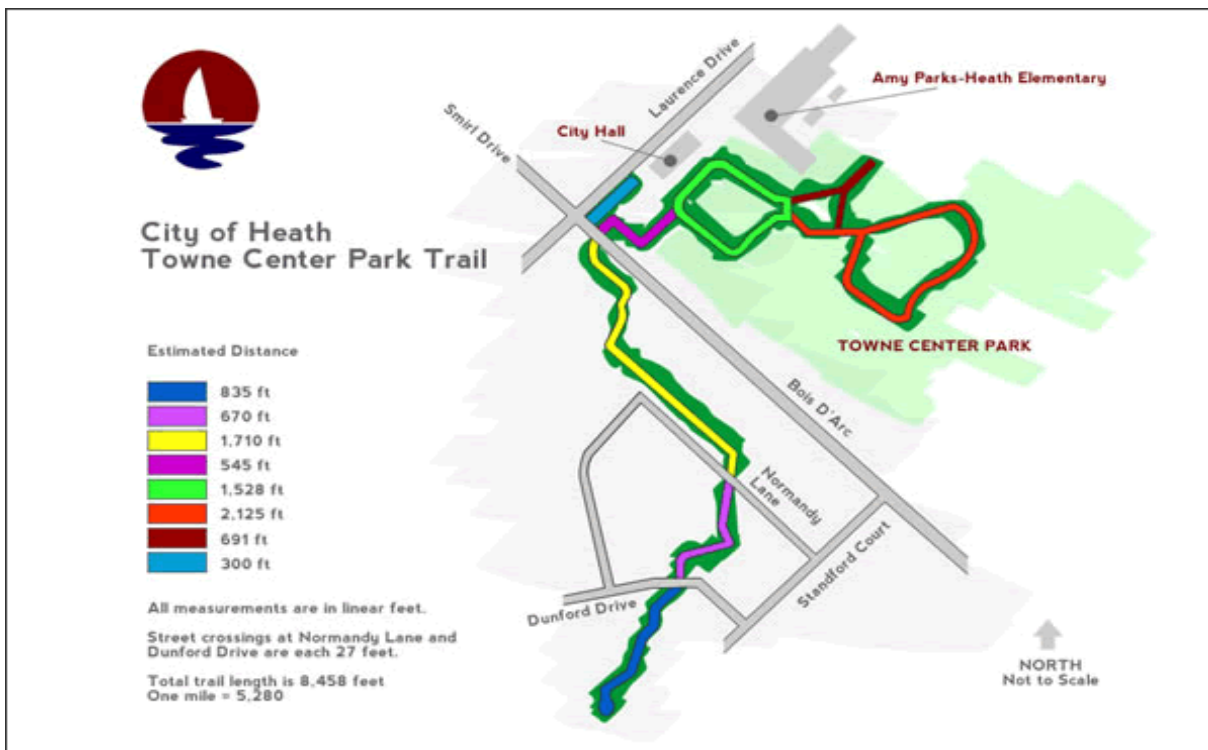 Laurence Drive
Amy Parks-Heath Elementary
Smirl Drive
City Hall
City of Heath
Towne Center Park Trail
TOWNE CENTER PARK
Estimated Distance
835 ft
670 ft
1,710 ft
545 ft
1,528 ft
2,125 ft
691 ft
300 ft
Bois D'Arc
Normandy
Lane
Standford Court
Dunford Drive
All measurements are in linear feet.
Street crossings at Normandy Lane and
Dunford Drive are each 27 feet.
Total trail length is 8,458 feet
One mile = 5,280
NORTH
Not to Scale